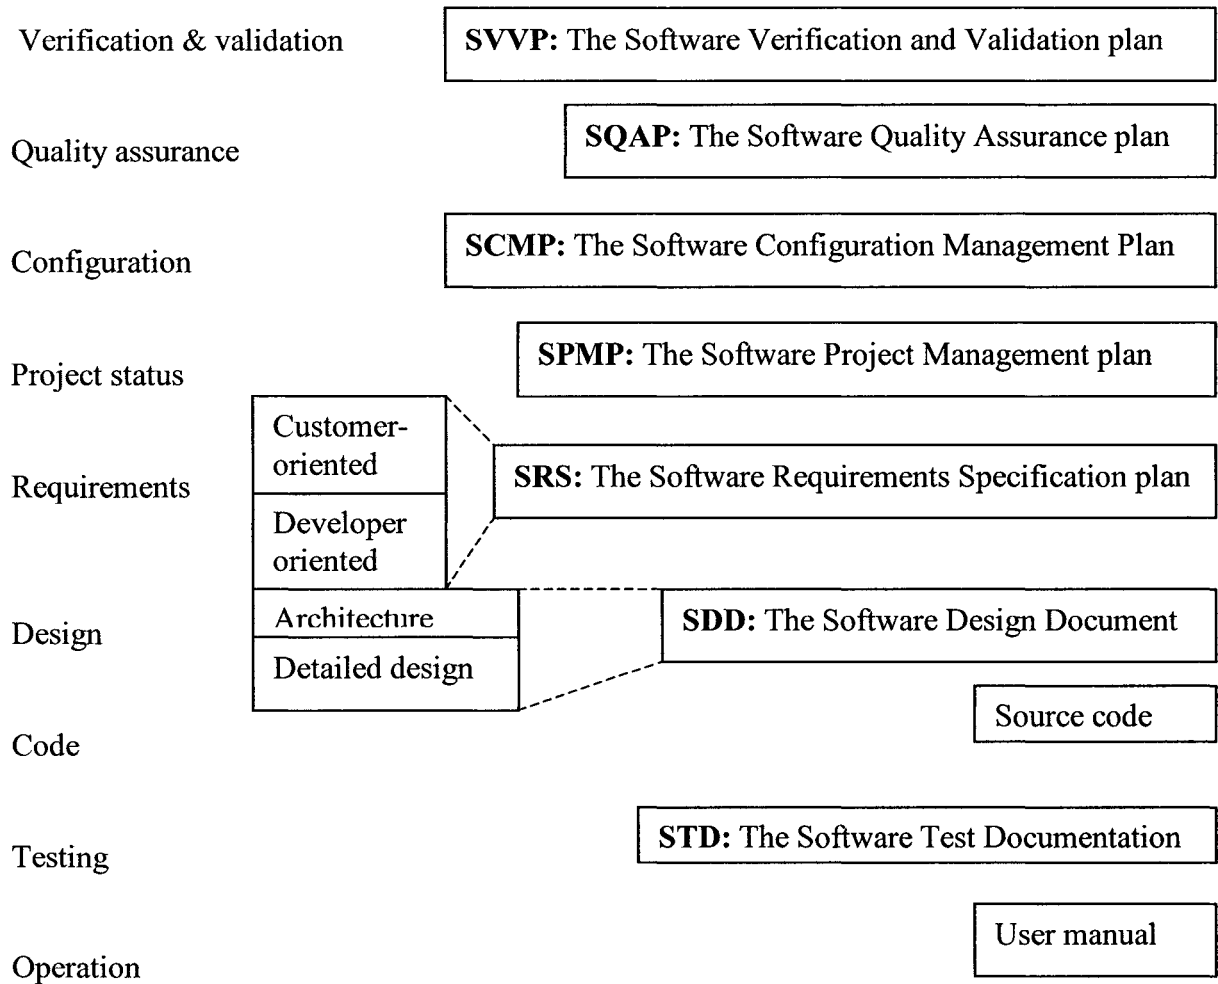 Verification & validation
SVVP: The Software Verification and Validation plan
Quality assurance
SQAP: The Software Quality Assurance plan
Configuration
SCMP: The Software Configuration Management Plan
Project status
SPMP: The Software Project Management plan
Requirements
Customer-
oriented
Developer
oriented
SRS: The Software Requirements Specification plan
Design
Architecture
Detailed design
SDD: The Software Design Document
Code
Source code
Testing
STD: The Software Test Documentation
Operation
User manual